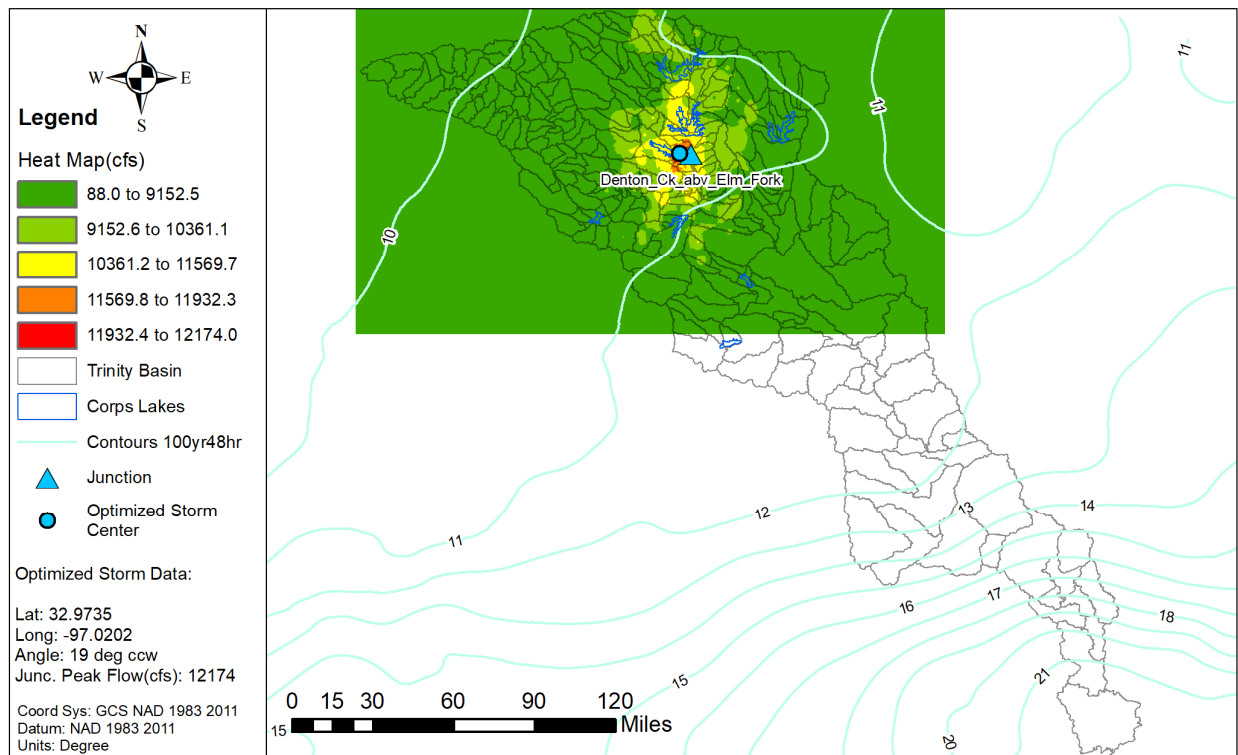 N
W E
S
Legend
Heat Map(cfs)
88.0 to 9152.5
9152.6 to 10361.1
10361.2 to 11569.7
11569.8 to 11932.3
11932.4 to 12174.0
Trinity Basin
Corps Lakes
Contours 100yr48hr
Junction
Optimized Storm
Center
Optimized Storm Data:
Lat: 32.9735
Long: -97.0202
Angle: 19 deg ccw
Junc. Peak Flow(cfs): 12174
Coord Sys: GCS NAD 1983 2011
Datum: NAD 1983 2011
Units: Degree
11
11
Denton_Ck_abv_Elm_Fork
10
12
13
14
11
16
17
18
15
21
20
15
0 15 30 60 90 120
Miles